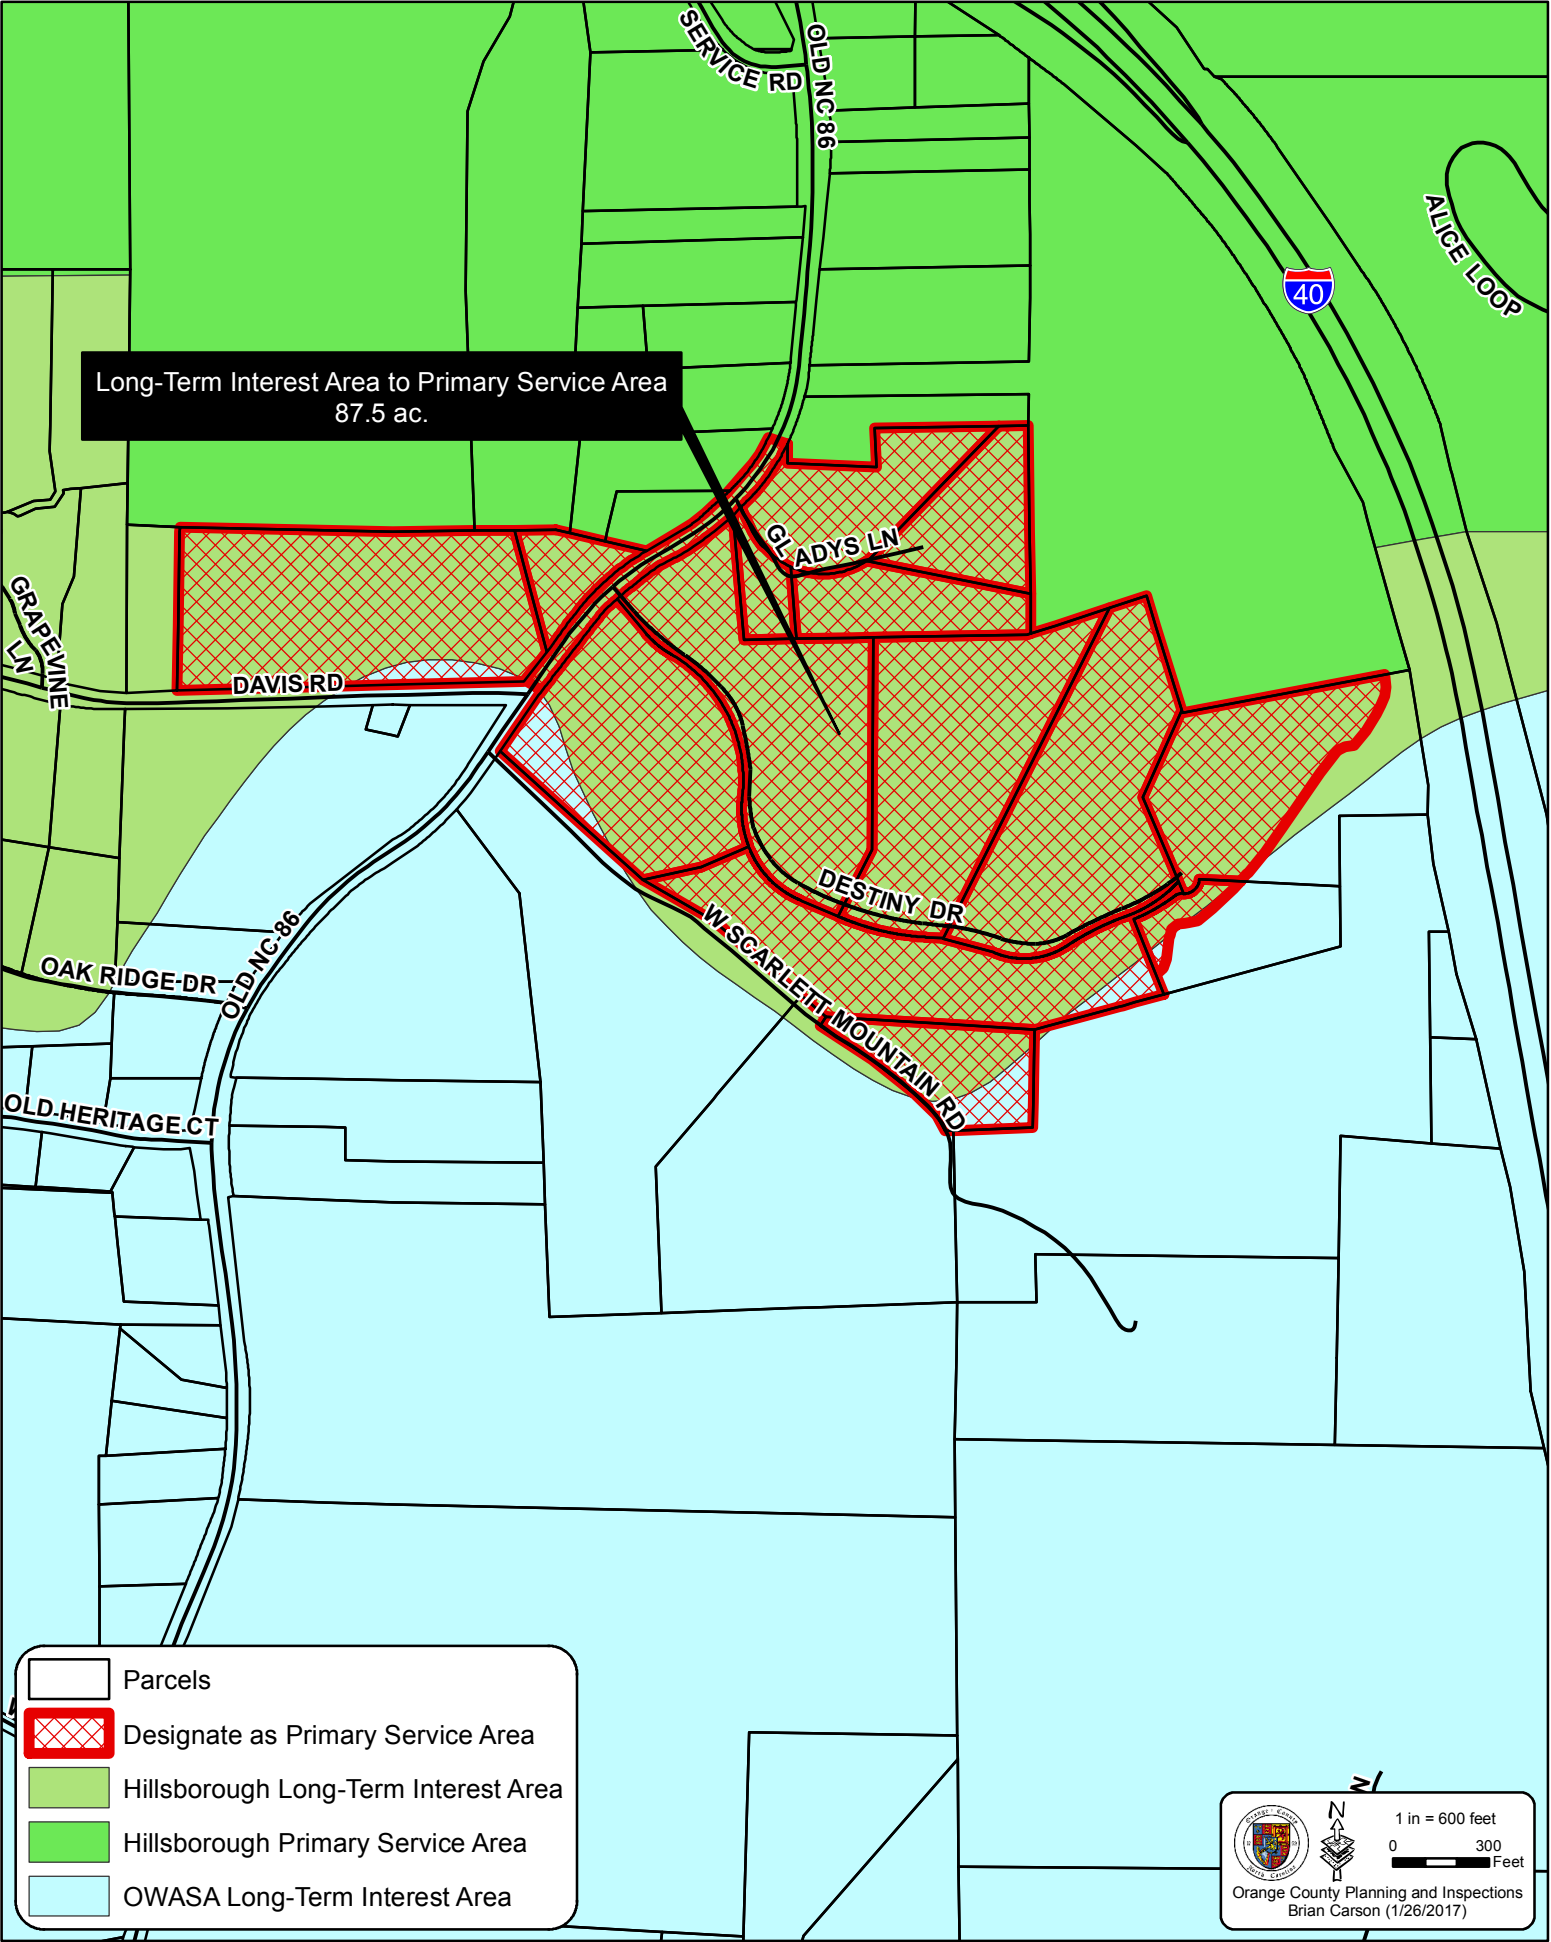 SERVICE RD
OLD NC 86
ALICE LOOP
40
Long-Term Interest Area to Primary Service Area
87.5 ac.
GLADYS LN
GRAPEVINE
LN
DAVIS RD
DESTINY DR
W SCARLETT MOUNTAIN RD
OLD NC 86
OAK RIDGE DR
OLD HERITAGE CT
Parcels
Designate as Primary Service Area
Hillsborough Long-Term Interest Area
Hillsborough Primary Service Area
OWASA Long-Term Interest Area
N
Orange County
North Carolina
N
1 in = 600 feet
0 300
Feet
Orange County Planning and Inspections
Brian Carson (1/26/2017)